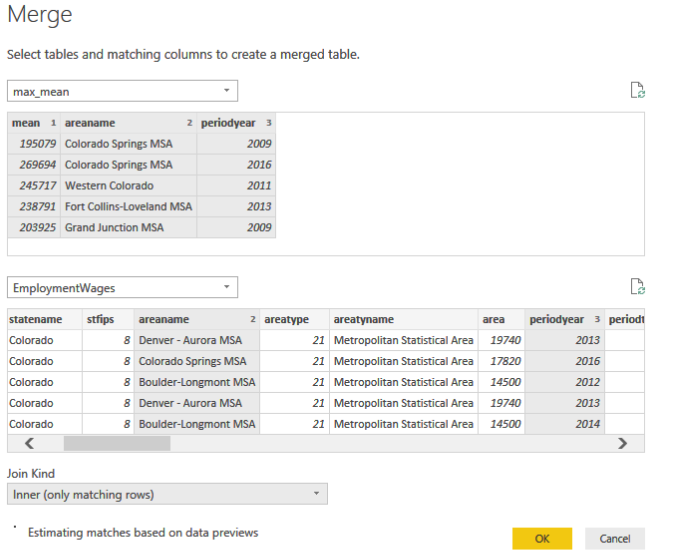 Merge
Select tables and matching columns to create a merged table.
max_mean
mean 1 areaname 2 periodyear 3
195079 Colorado Springs MSA 2009
269694 Colorado Springs MSA 2016
245717 Western Colorado 2011
238791 Fort Collins-Loveland MSA 2013
203925 Grand Junction MSA 2009
EmploymentWages
statename stfips areaname 2 areatype areatyname area periodyear 3 periodt
Colorado 8 Denver - Aurora MSA 21 Metropolitan Statistical Area 19740 2013
Colorado 8 Colorado Springs MSA 21 Metropolitan Statistical Area 17820 2016
Colorado 8 Boulder-Longmont MSA 21 Metropolitan Statistical Area 14500 2012
Colorado 8 Denver - Aurora MSA 21 Metropolitan Statistical Area 19740 2013
Colorado 8 Boulder-Longmont MSA 21 Metropolitan Statistical Area 14500 2014
Join Kind
Inner (only matching rows)
Estimating matches based on data previews
OK Cancel